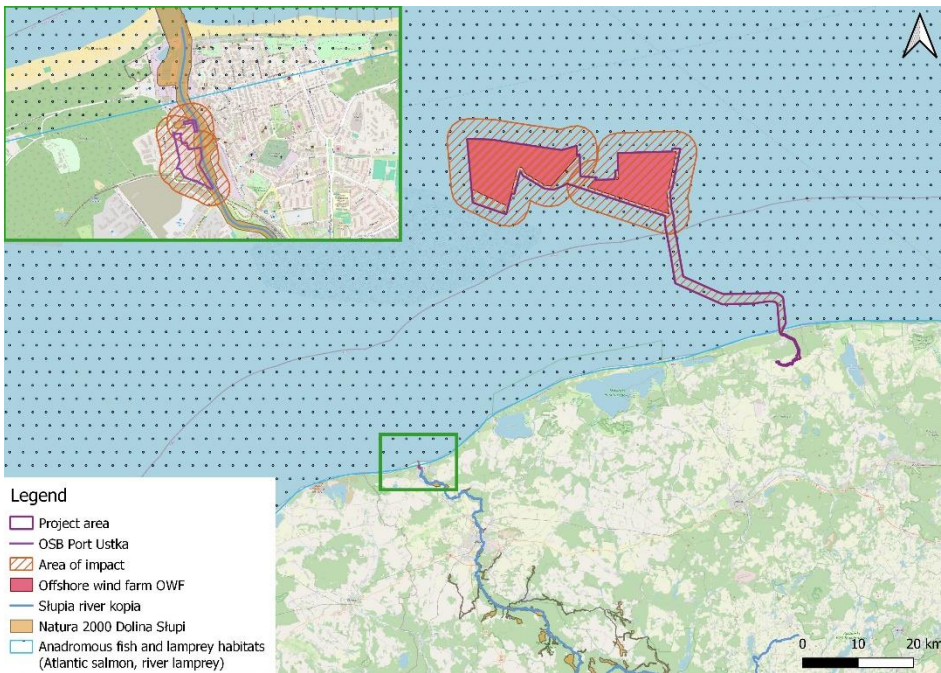 Legend
Project area
OSB Port Ustka
Area of impact
Offshore wind farm OWF
Słupia river kopia
Natura 2000 Dolina Słupi
Anadromous fish and lamprey habitats
(Atlantic salmon, river lamprey)
0 10 20 km